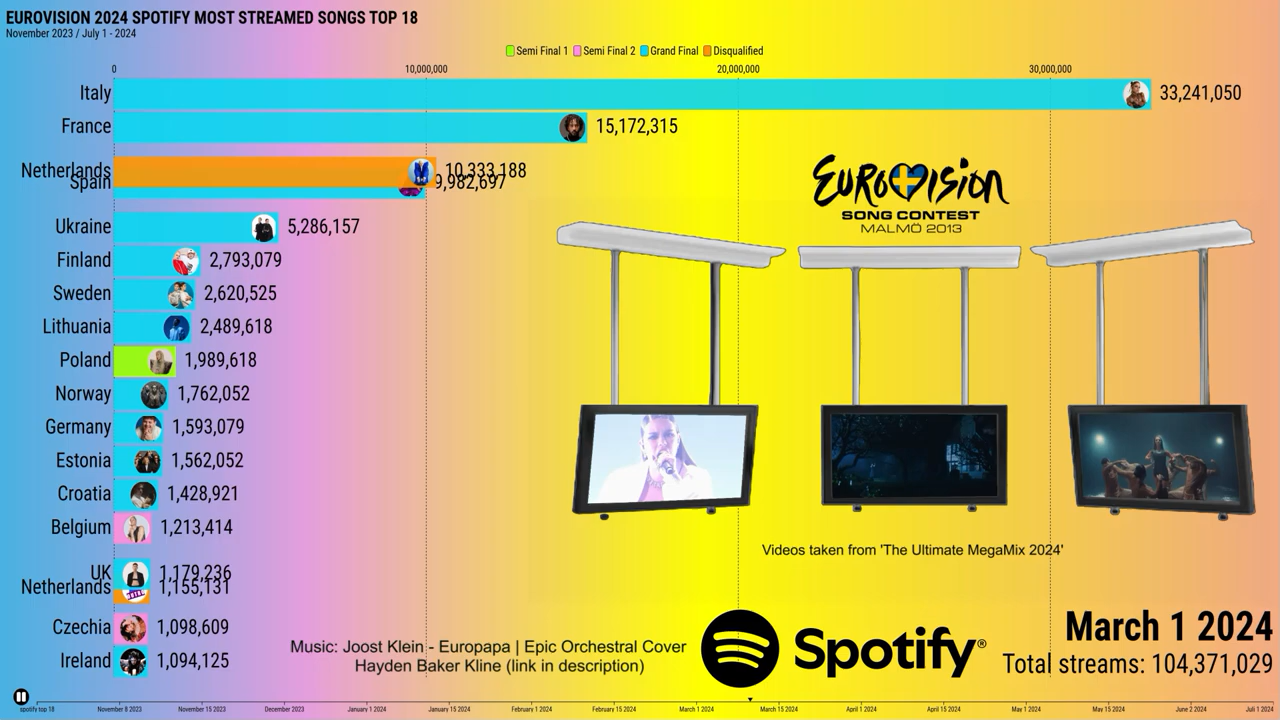 EUROVISION 2024 SPOTIFY MOST STREAMED SONGS TOP 18
November 2023 / July 1 - 2024
Semi Final 1 Semi Final 2 Grand Final Disqualified
0 10,000,000 20,000,000 30,000,000
Italy 33,241,050
France 15,172,315
Netherlands 10,333,188
Spain 9,982,697
Ukraine 5,286,157
Finland 2,793,079
Sweden 2,620,525
Lithuania 2,489,618
Poland 1,989,618
Norway 1,762,052
Germany 1,593,079
Estonia 1,562,052
Croatia 1,428,921
Belgium 1,213,414
UK 1,179,236
Netherlands 1,155,131
Czechia 1,098,609
Ireland 1,094,125
EUROVISION
SONG CONTEST
MALMÖ 2013
Videos taken from 'The Ultimate MegaMix 2024'
Music: Joost Klein - Europapa | Epic Orchestral Cover
Hayden Baker Kline (link in description)
Spotify®
March 1 2024
Total streams: 104,371,029
spotify top 18
November 8 2023 November 15 2023 December 2023 January 1 2024 January 15 2024 February 1 2024 February 15 2024 March 1 2024 March 15 2024 April 1 2024 April 15 2024 May 1 2024 May 15 2024 June 2 2024 Juli 1 2024